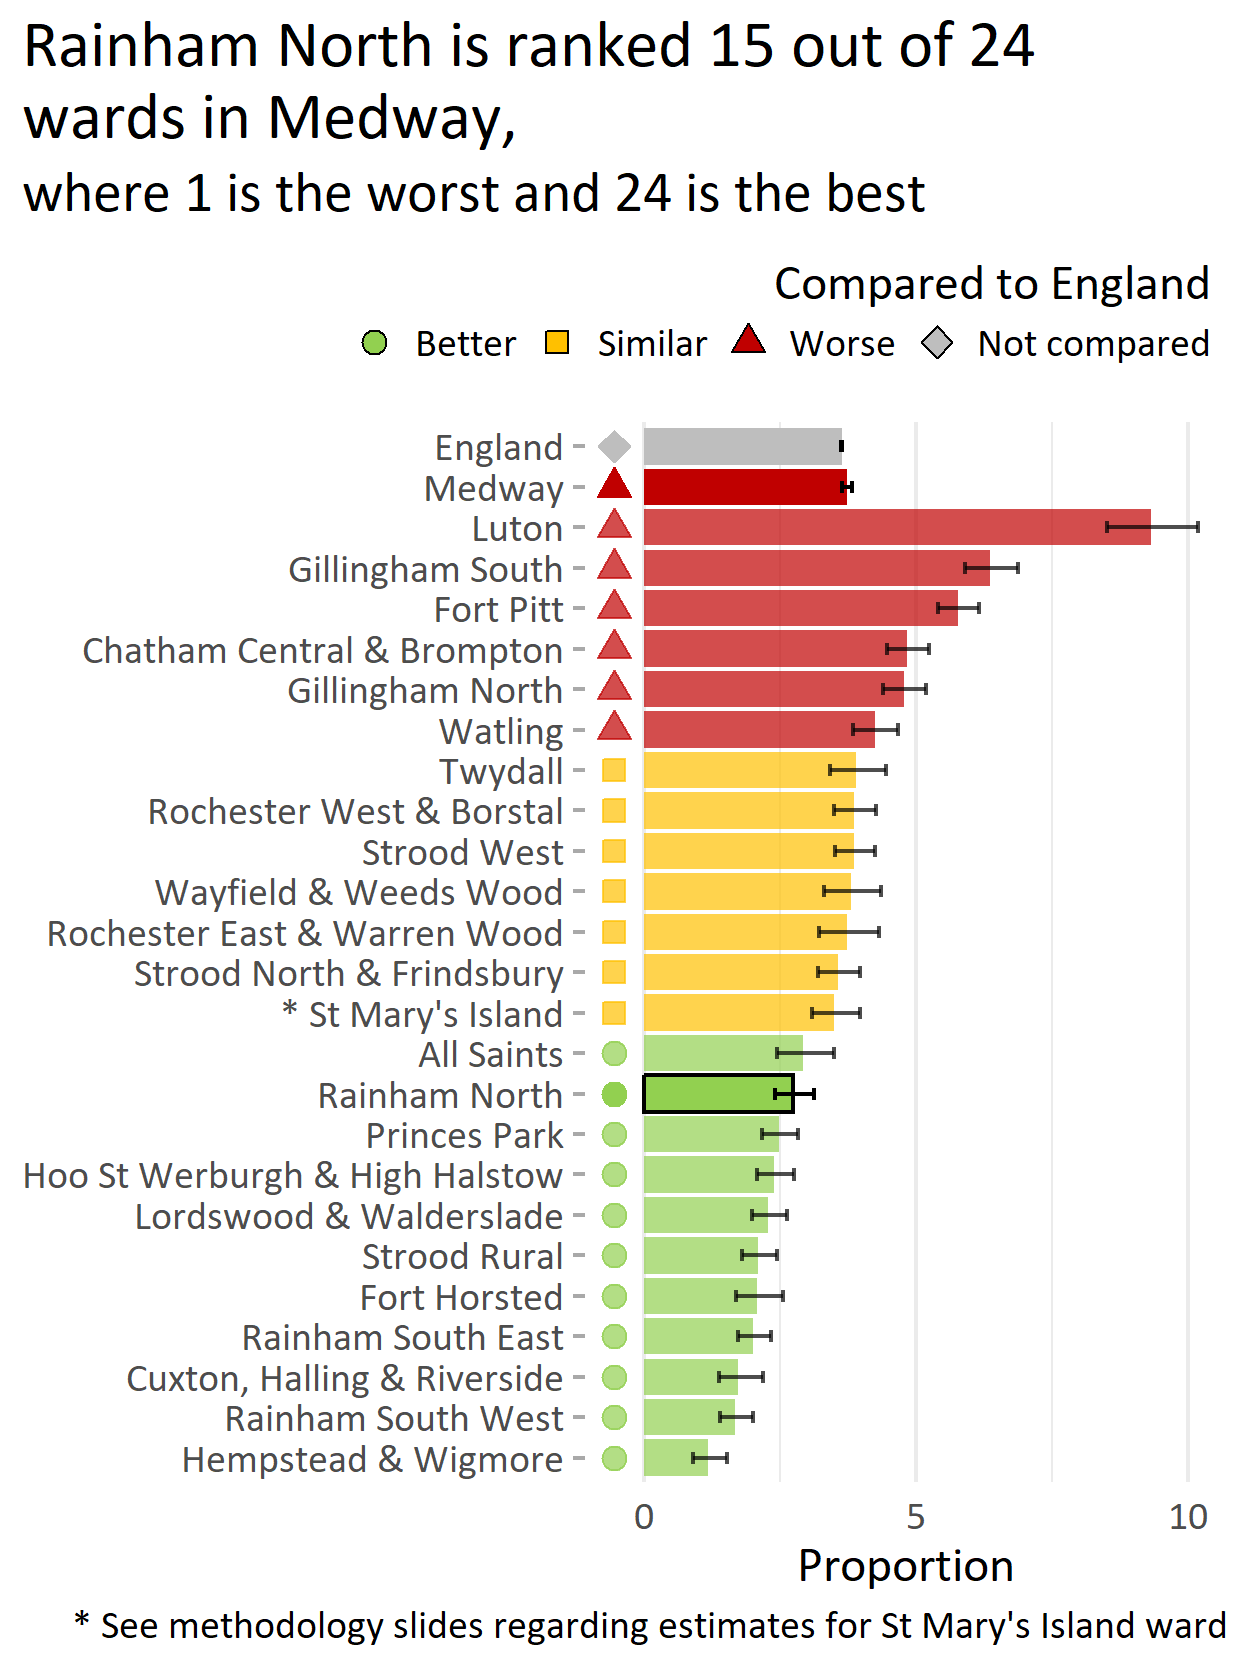 Rainham North is ranked 15 out of 24
wards in Medway,
where 1 is the worst and 24 is the best
Compared to England
Better Similar Worse Not compared
England
Medway
Luton
Gillingham South
Fort Pitt
Chatham Central & Brompton
Gillingham North
Watling
Twydall
Rochester West & Borstal
Strood West
Wayfield & Weeds Wood
Rochester East & Warren Wood
Strood North & Frindsbury
* St Mary's Island
All Saints
Rainham North
Princes Park
Hoo St Werburgh & High Halstow
Lordswood & Walderslade
Strood Rural
Fort Horsted
Rainham South East
Cuxton, Halling & Riverside
Rainham South West
Hempstead & Wigmore
0 5 10
Proportion
* See methodology slides regarding estimates for St Mary's Island ward